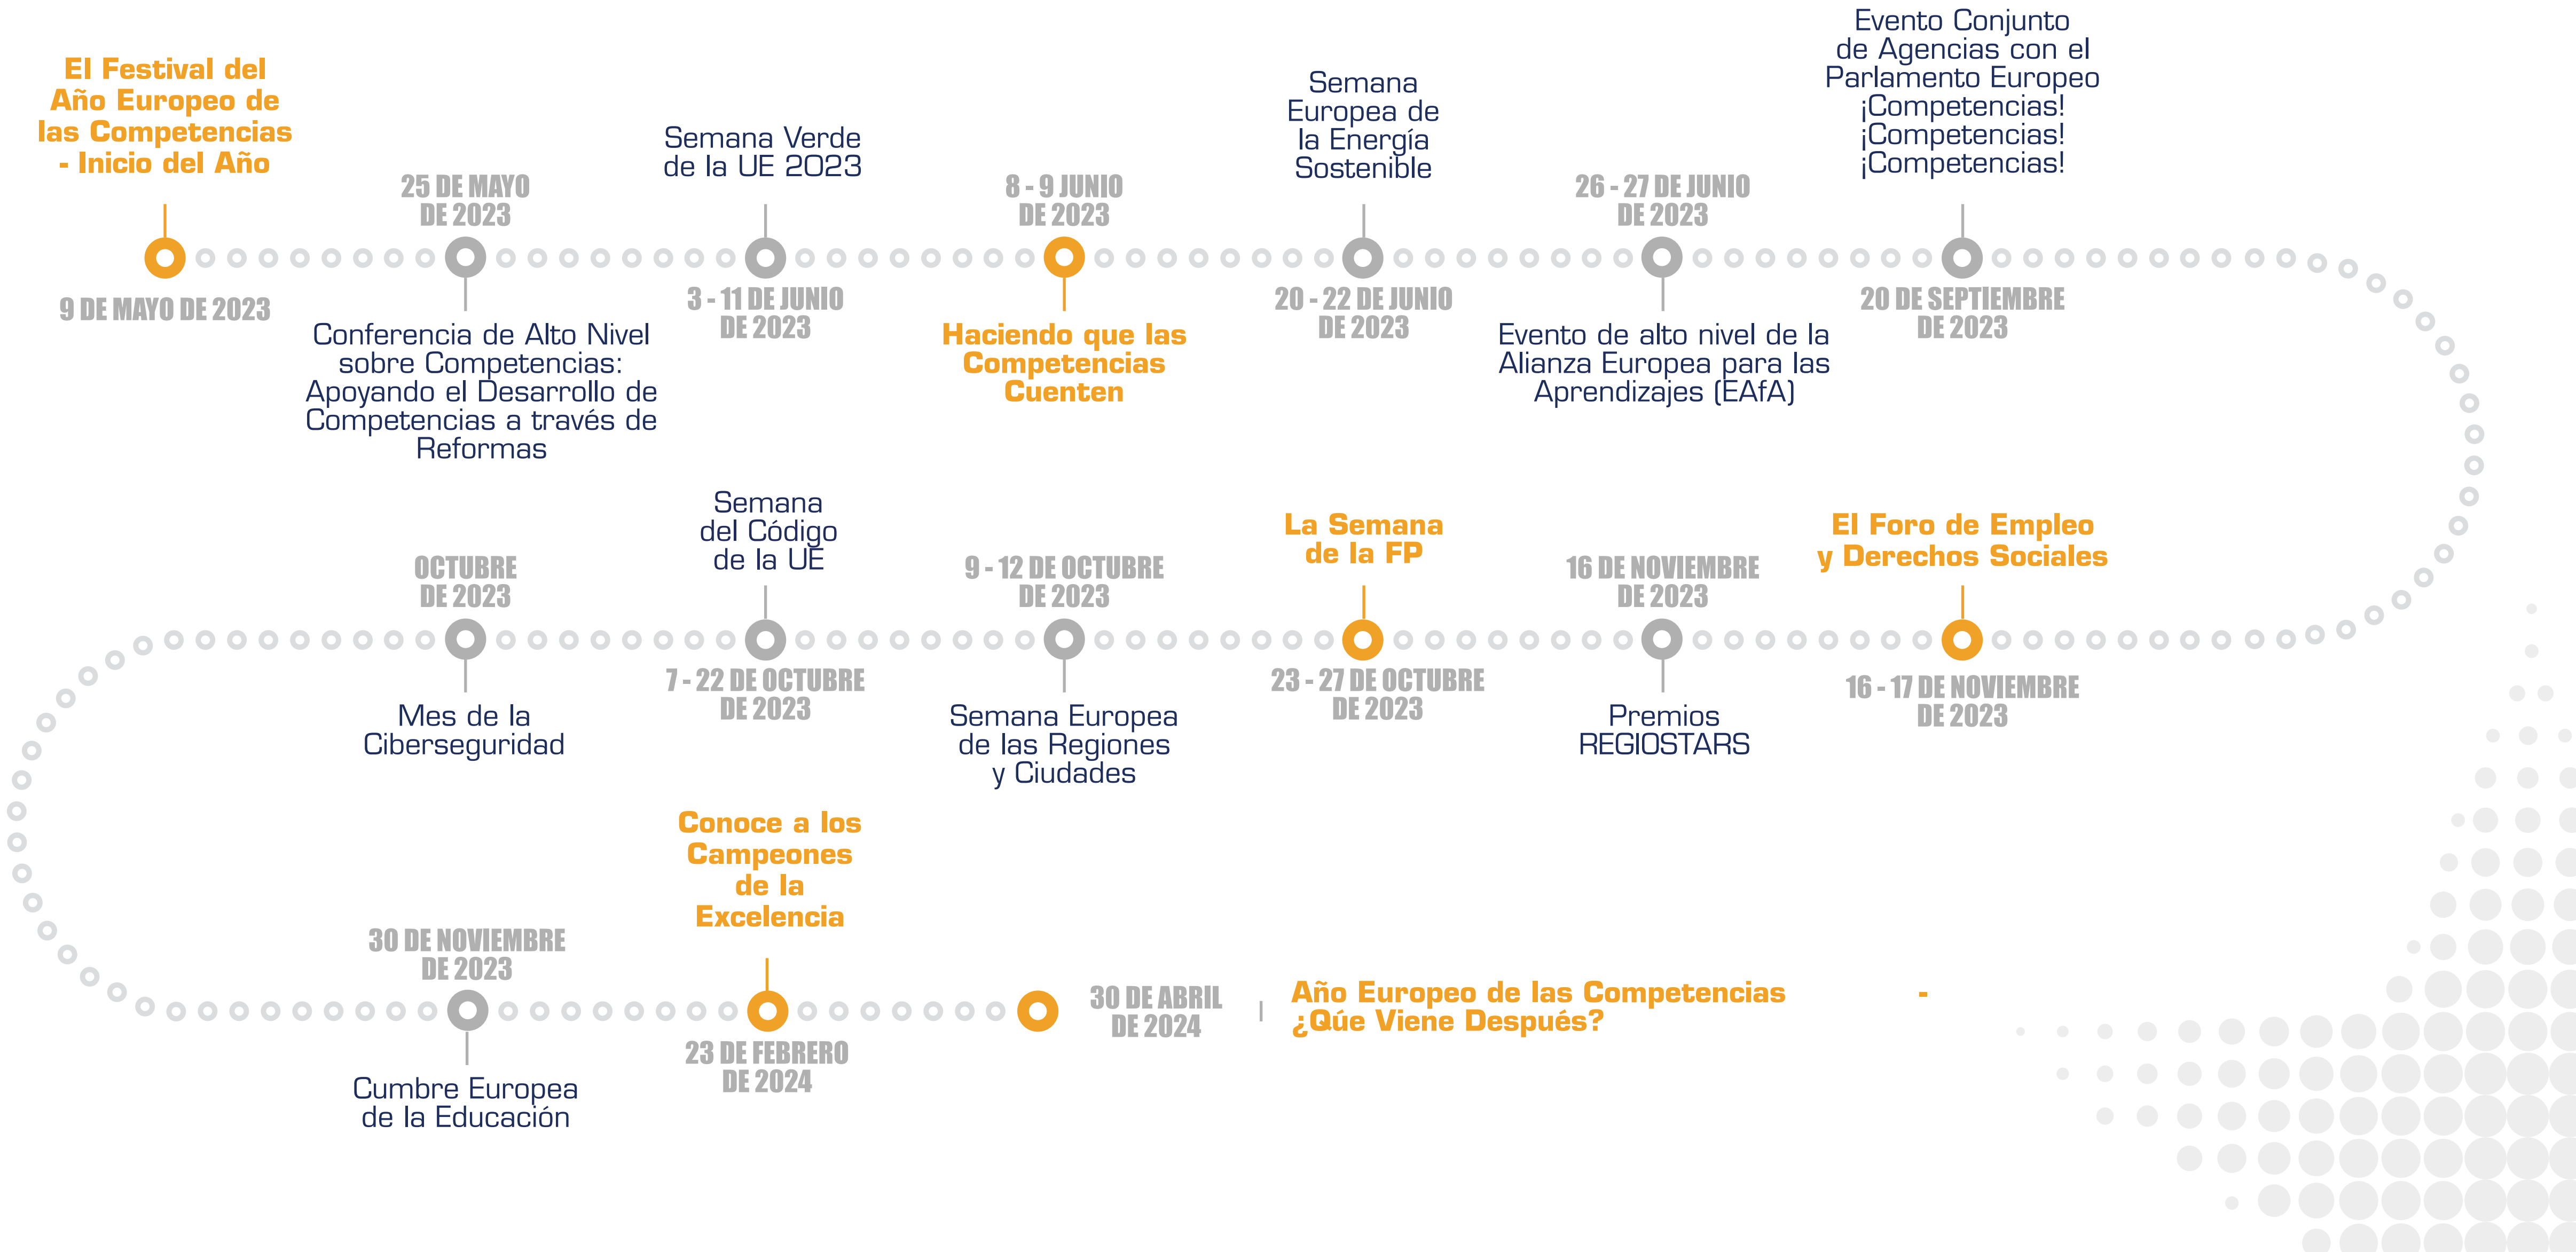 El Festival del
Año Europeo de
las Competencias
- Inicio del Año
9 DE MAYO DE 2023
25 DE MAYO
DE 2023
Conferencia de Alto Nivel
sobre Competencias:
Apoyando el Desarrollo de
Competencias a través de
Reformas
Semana Verde
de la UE 2023
3 - 11 DE JUNIO
DE 2023
8 - 9 JUNIO
DE 2023
Haciendo que las
Competencias
Cuenten
Semana
Europea de
la Energía
Sostenible
20 - 22 DE JUNIO
DE 2023
26 - 27 DE JUNIO
DE 2023
Evento de alto nivel de la
Alianza Europea para las
Aprendizajes (EAfA)
Evento Conjunto
de Agencias con el
Parlamento Europeo
¡Competencias!
¡Competencias!
¡Competencias!
20 DE SEPTIEMBRE
DE 2023
OCTUBRE
DE 2023
Mes de la
Ciberseguridad
Semana
del Código
de la UE
7 - 22 DE OCTUBRE
DE 2023
9 - 12 DE OCTUBRE
DE 2023
Semana Europea
de las Regiones
y Ciudades
La Semana
de la FP
23 - 27 DE OCTUBRE
DE 2023
16 DE NOVIEMBRE
DE 2023
Premios
REGIOSTARS
El Foro de Empleo
y Derechos Sociales
16 - 17 DE NOVIEMBRE
DE 2023
30 DE NOVIEMBRE
DE 2023
Cumbre Europea
de la Educación
Conoce a los
Campeones
de la
Excelencia
23 DE FEBRERO
DE 2024
30 DE ABRIL
DE 2024
Año Europeo de las Competencias -
¿Qúe Viene Después?